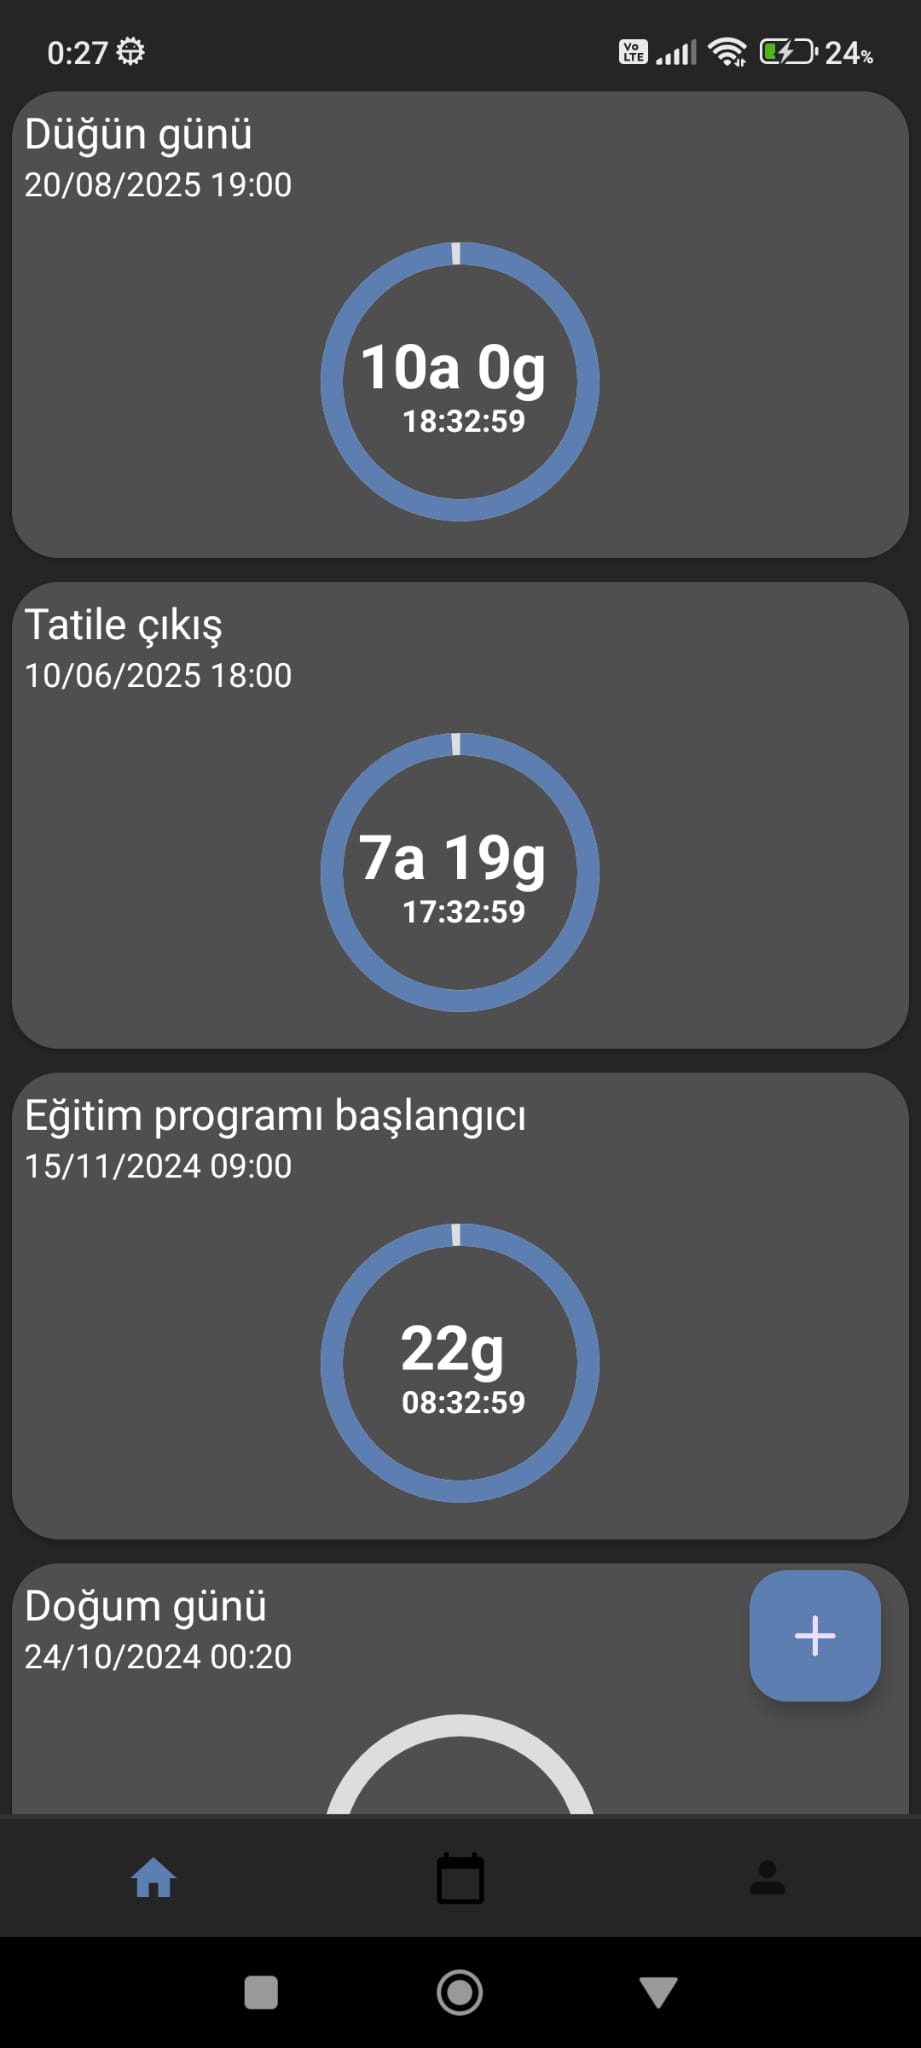 0:27
Vo LTE
24%
Düğün günü
20/08/2025 19:00
10a 0g
18:32:59
Tatile çıkış
10/06/2025 18:00
7a 19g
17:32:59
Eğitim programı başlangıcı
15/11/2024 09:00
22g
08:32:59
Doğum günü
24/10/2024 00:20